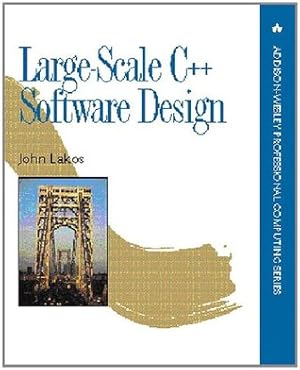 Large-Scale C++
Software Design
John Lakos
ADDISON-WESLEY PROFESSIONAL COMPUTING SERIES